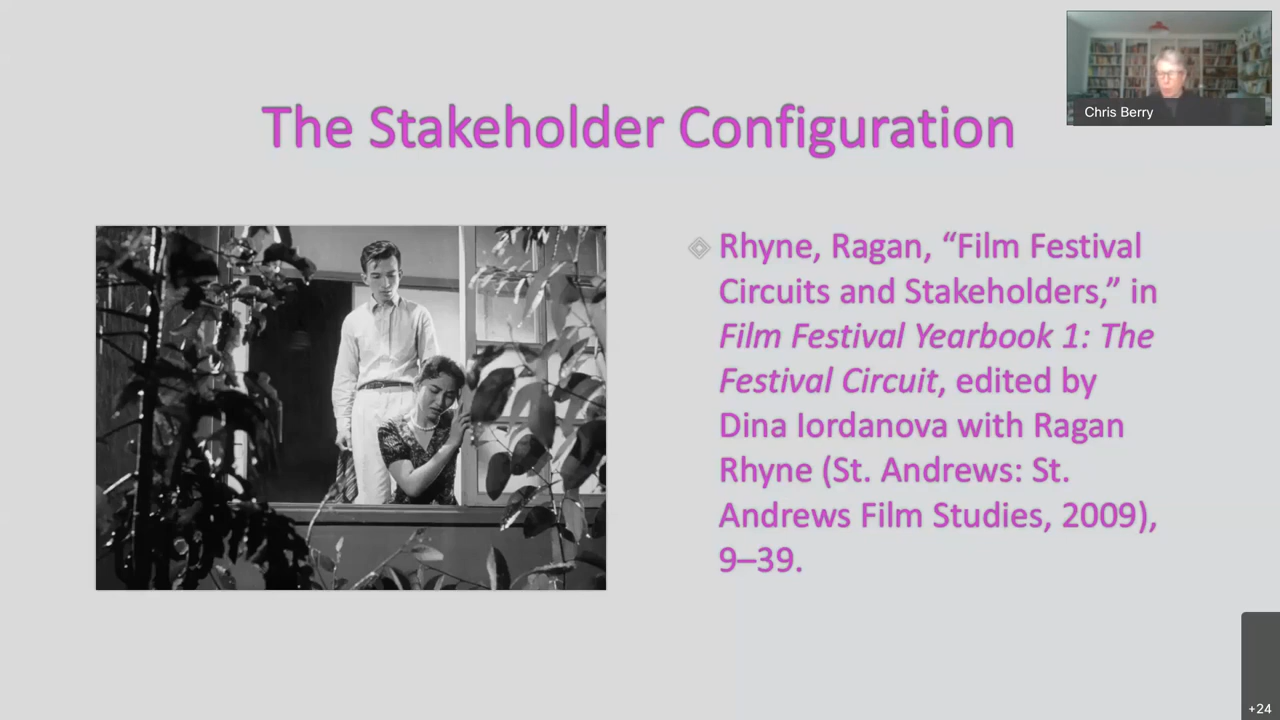 The Stakeholder Configuration
Chris Berry
Rhyne, Ragan, “Film Festival
Circuits and Stakeholders,” in
Film Festival Yearbook 1: The
Festival Circuit, edited by
Dina Iordanova with Ragan
Rhyne (St. Andrews: St.
Andrews Film Studies, 2009),
9–39.
+24